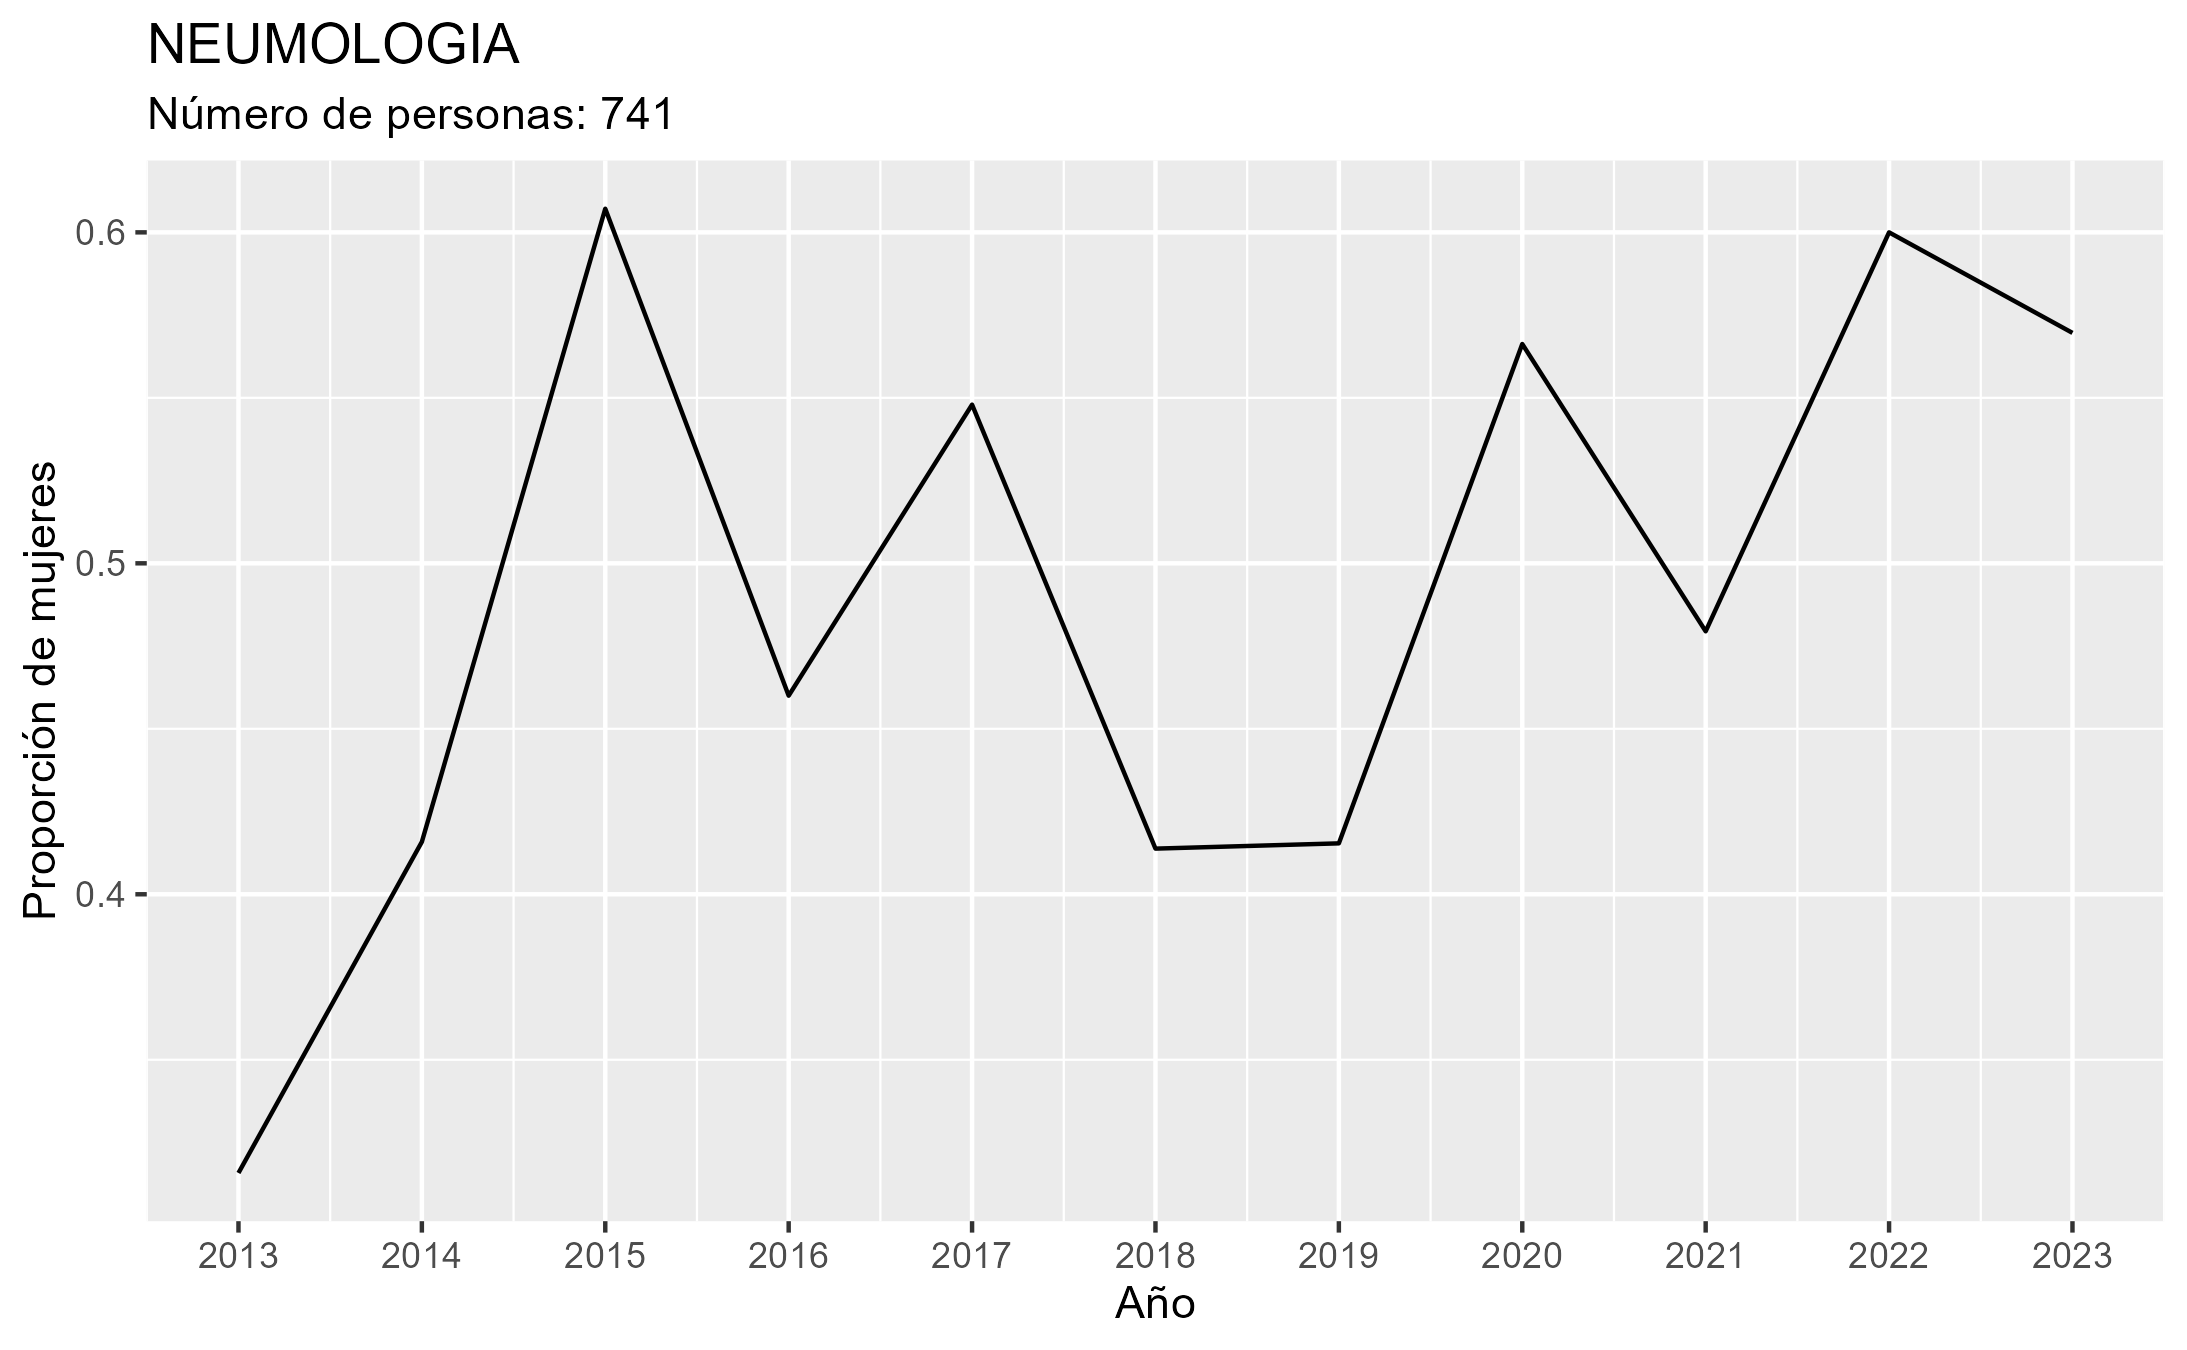 NEUMOLOGIA
Número de personas: 741
Proporción de mujeres
0.6
0.5
0.4
2013 2014 2015 2016 2017 2018 2019 2020 2021 2022 2023
Año